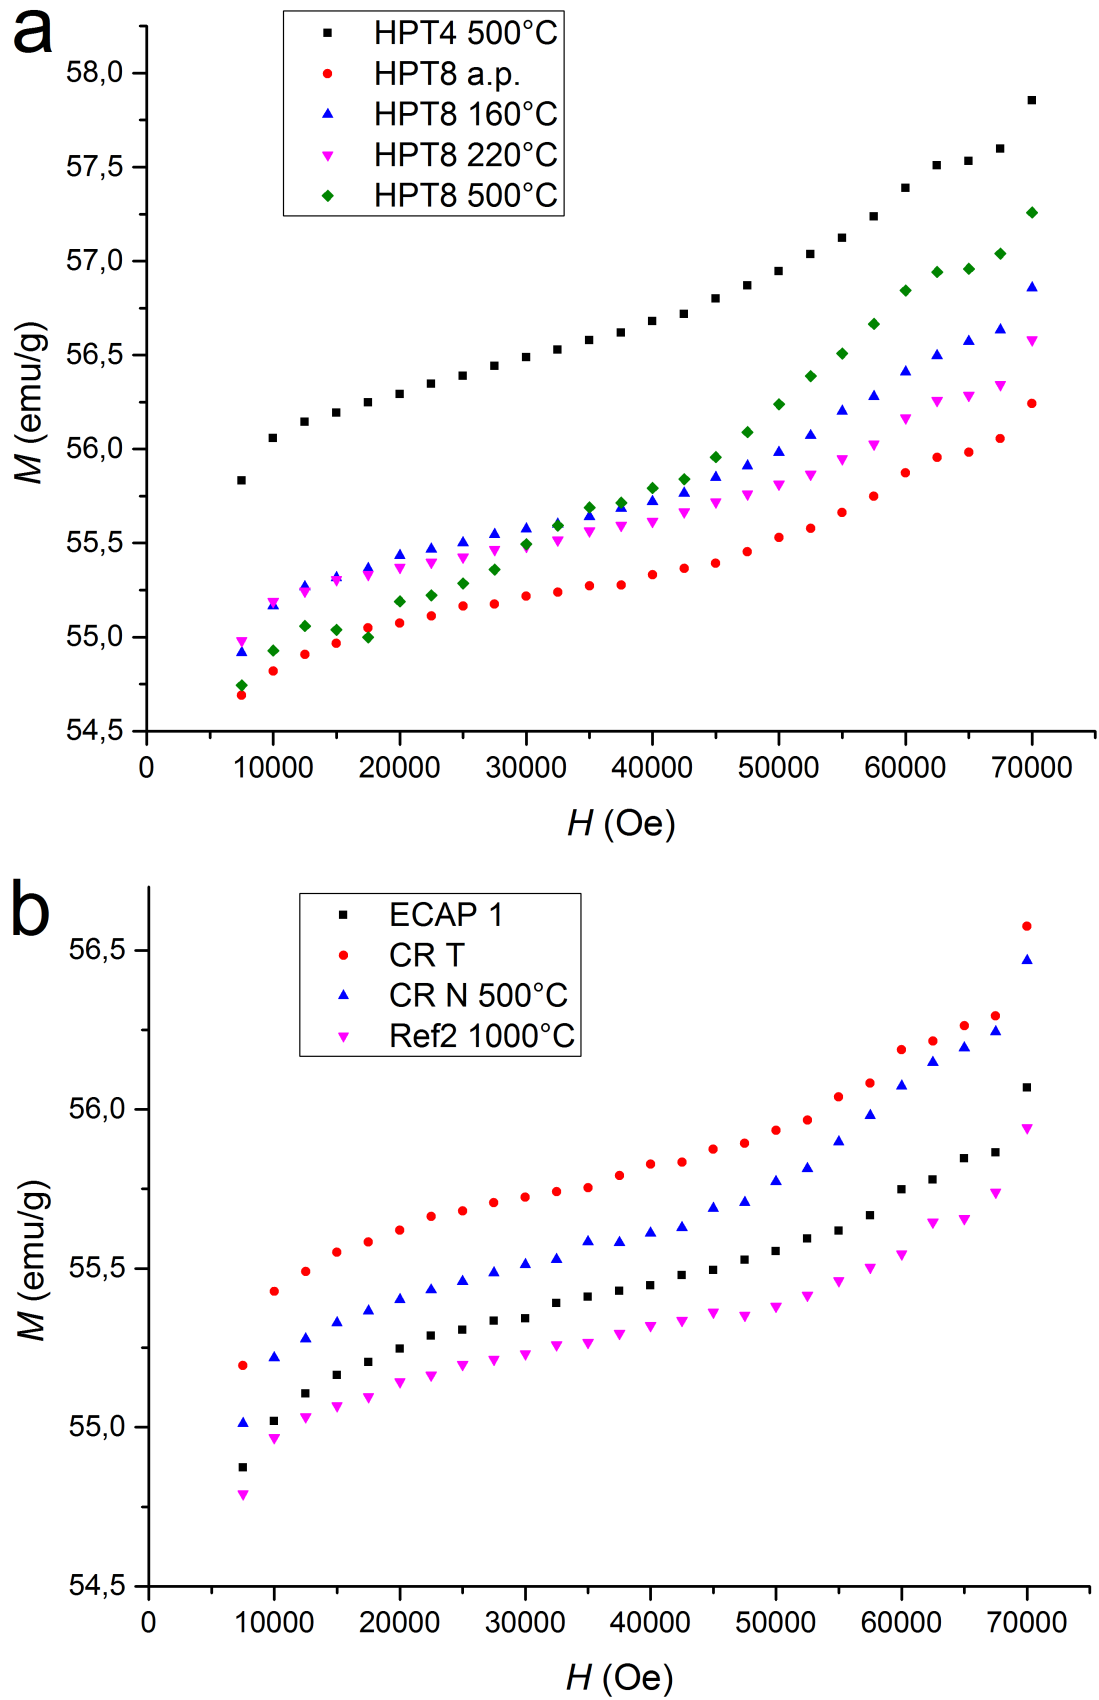 a
HPT4 500°C
HPT8 a.p.
HPT8 160°C
HPT8 220°C
HPT8 500°C
58,0
57,5
57,0
56,5
56,0
55,5
55,0
54,5
M (emu/g)
0 10000 20000 30000 40000 50000 60000 70000
H (Oe)
b
ECAP 1
CR T
CR N 500°C
Ref2 1000°C
56,5
56,0
55,5
55,0
54,5
M (emu/g)
0 10000 20000 30000 40000 50000 60000 70000
H (Oe)